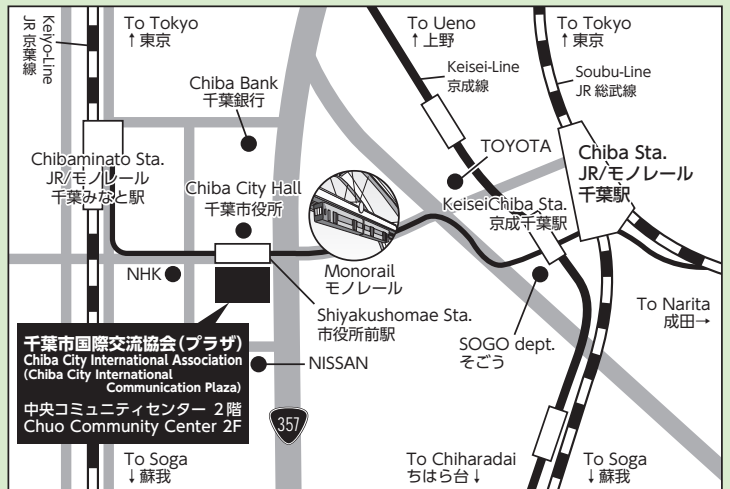 To Tokyo
↑東京
Keiyo-Line
JR 京葉線
To Ueno
↑上野
To Tokyo
↑東京
Keisei-Line
京成線
Soubu-Line
JR 総武線
Chiba Bank
千葉銀行
TOYOTA
Chiba Sta.
JR/モノレール
千葉駅
Chibaminato Sta.
JR/モノレール
千葉みなと駅
Chiba City Hall
千葉市役所
KeiseiChiba Sta.
京成千葉駅
NHK
Monorail
モノレール
Shiyakushomae Sta.
市役所前駅
SOGO dept.
そごう
To Narita
成田→
千葉市国際交流協会(プラザ)
Chiba City International Association
(Chiba City International
Communication Plaza)
中央コミュニティセンター 2階
Chuo Community Center 2F
NISSAN
357
To Soga
↓蘇我
To Chiharadai
ちはら台↓
To Soga
↓蘇我